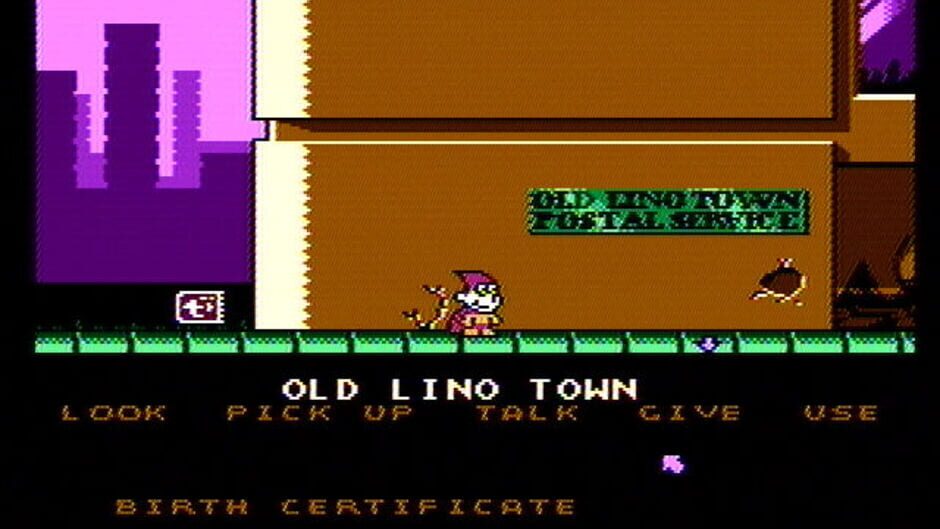 OLD LINO TOWN
POSTAL SERVICE
OLD LINO TOWN
LOOK PICK UP TALK GIVE USE
BIRTH CERTIFICATE